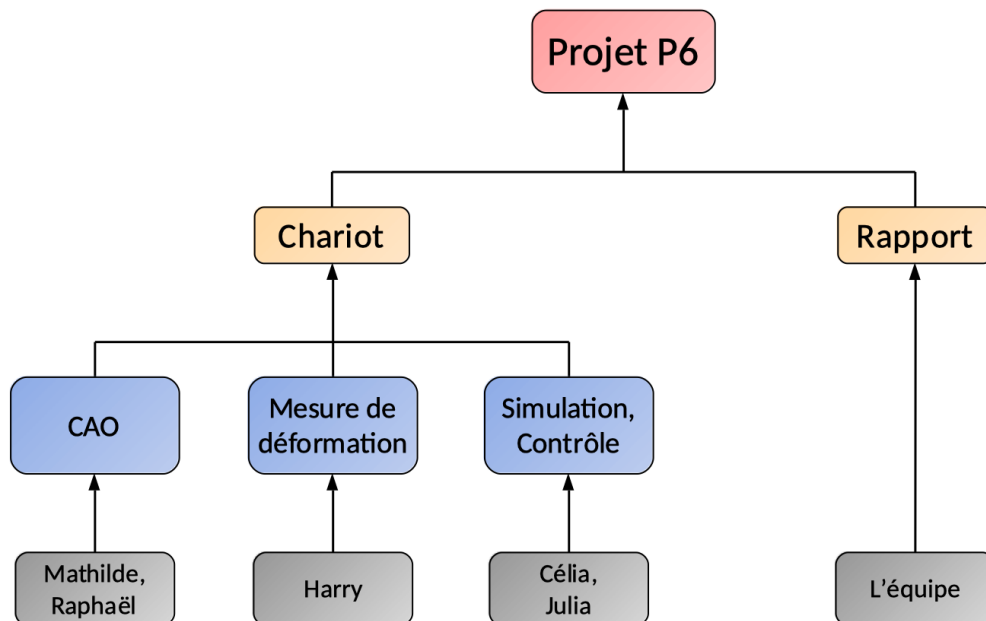 Projet P6
Chariot
Rapport
CAO
Mesure de
déformation
Simulation,
Contrôle
Mathilde,
Raphaël
Harry
Célia,
Julia
L’équipe